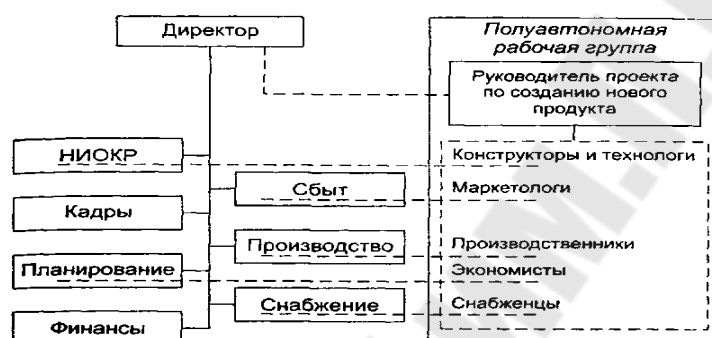 Директор
Полуавтономная
рабочая группа
Руководитель проекта
по созданию нового
продукта
НИОКР
Конструкторы и технологи
Сбыт
Маркетологи
Кадры
Производство
Производственники
Планирование
Экономисты
Снабжение
Снабженцы
Финансы